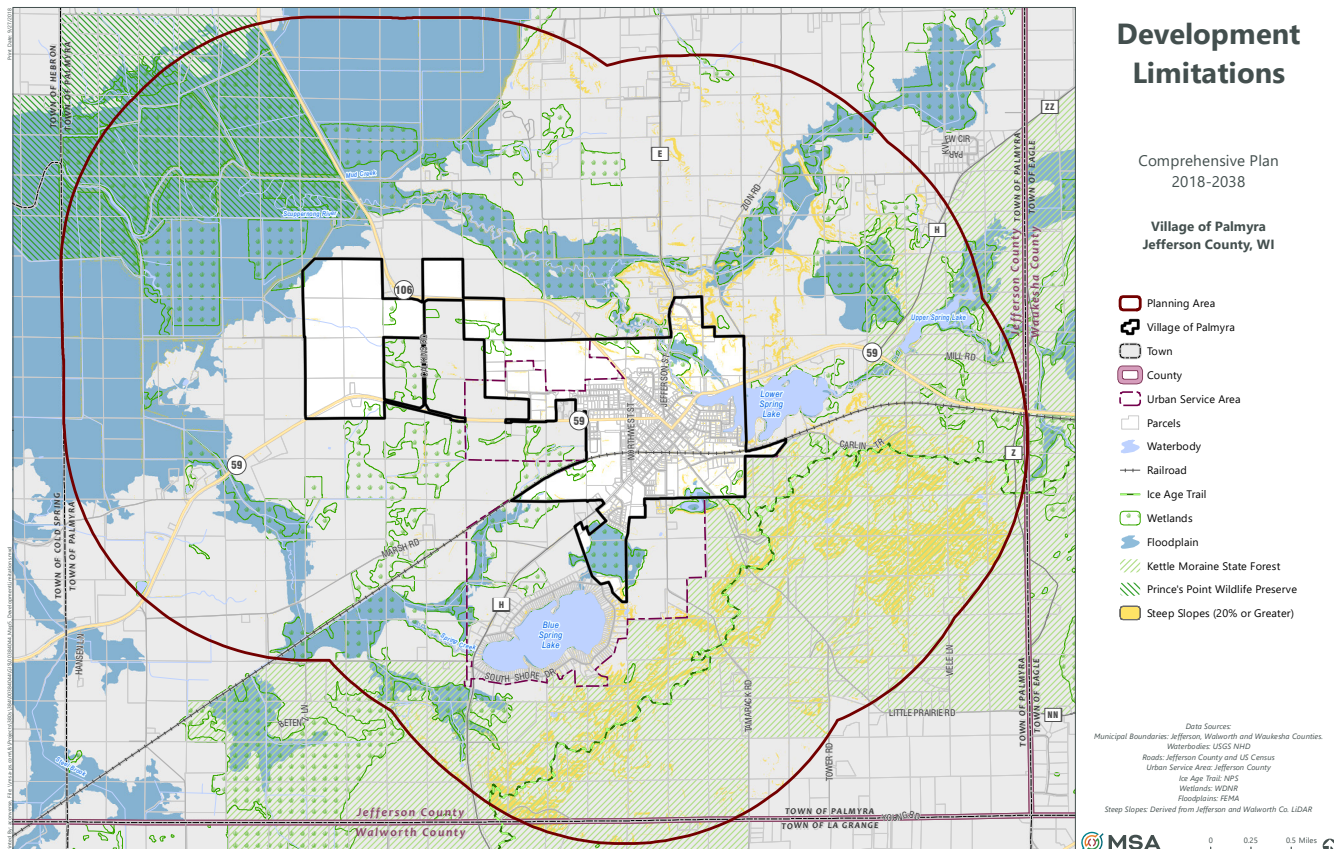 Development
Limitations
Comprehensive Plan
2018-2038
Village of Palmyra
Jefferson County, WI
Planning Area
Village of Palmyra
Town
County
Urban Service Area
Parcels
Waterbody
Railroad
Ice Age Trail
Wetlands
Floodplain
Kettle Moraine State Forest
Prince's Point Wildlife Preserve
Steep Slopes (20% or Greater)
Data Sources:
Municipal Boundaries: Jefferson, Walworth and Waukesha Counties.
Waterbodies: USGS NHD
Roads: Jefferson County and US Census
Urban Service Area: Jefferson County
Ice Age Trail: NPS
Wetlands: WDNR
Floodplains: FEMA
Steep Slopes: Derived from Jefferson and Walworth Co. LiDAR
MSA
0 0.25 0.5 Miles
TOWN OF HEBRON
TOWN OF PALMYRA
ZZ
E
Mud Creek
Scuppernong River
ZION RD
H
TOWN OF PALMYRA
TOWN OF EAGLE
Jefferson County
Waukesha County
106
Upper Spring Lake
59
MILL RD
JEFFERSON ST
Lower
Spring
Lake
59
NORTHWEST ST
CARLIN TR
Z
59
TOWN OF COLD SPRING
TOWN OF PALMYRA
MARSH RD
H
Blue
Spring
Lake
Spring Creek
SOUTH SHORE DR
HANSEN LN
TAMARACK RD
TOWER RD
LITTLE PRAIRIE RD
TOWN OF PALMYRA
TOWN OF EAGLE
NN
Jefferson County
Walworth County
TOWN OF PALMYRA
TOWN OF LA GRANGE